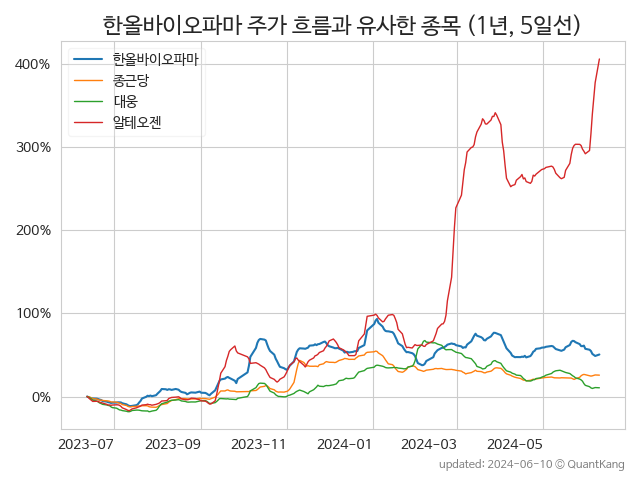 한올바이오파마 주가 흐름과 유사한 종목 (1년, 5일선)
한올바이오파마
종근당
대웅
알테오젠
400%
300%
200%
100%
0%
2023-07 2023-09 2023-11 2024-01 2024-03 2024-05
updated: 2024-06-10 © QuantKang